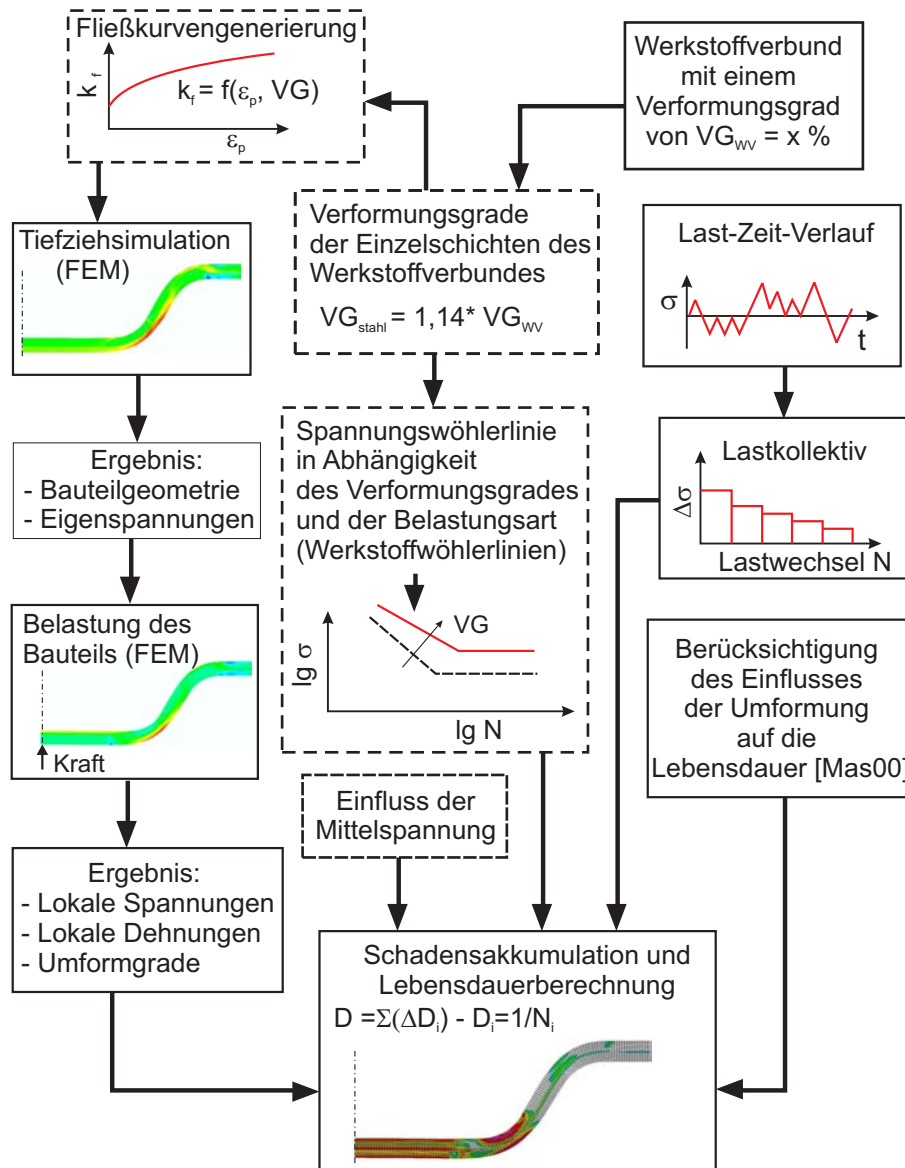 Fließkurvengenerierung
k_f
k_f = f(ε_p, VG)
ε_p
Werkstoffverbund
mit einem
Verformungsgrad
von VG_WV = x %
Tiefziehsimulation
(FEM)
Verformungsgrade
der Einzelschichten des
Werkstoffverbundes
VG_stahl = 1,14* VG_WV
Last-Zeit-Verlauf
σ
t
Ergebnis:
- Bauteilgeometrie
- Eigenspannungen
Spannungswöhlerlinie
in Abhängigkeit
des Verformungsgrades
und der Belastungsart
(Werkstoffwöhlerlinien)
VG
lg σ
lg N
Lastkollektiv
Δσ
Lastwechsel N
Belastung des
Bauteils (FEM)
Kraft
Berücksichtigung
des Einflusses
der Umformung
auf die
Lebensdauer [Mas00]
Einfluss der
Mittelspannung
Ergebnis:
- Lokale Spannungen
- Lokale Dehnungen
- Umformgrade
Schadensakkumulation und
Lebensdauerberechnung
D =Σ(ΔD_i) - D_i=1/N_i